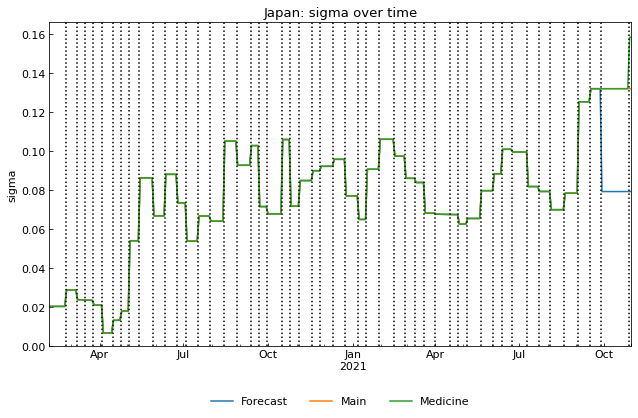 Japan: sigma over time
0.16
0.14
0.12
0.10
0.08
0.06
0.04
0.02
0.00
sigma
Apr Jul Oct Jan Apr Jul Oct
2021
Forecast Main Medicine